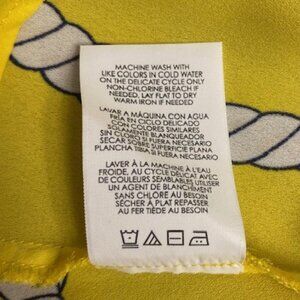 MACHINE WASH WITH
LIKE COLORS IN COLD WATER
ON THE DELICATE CYCLE ONLY
NON-CHLORINE BLEACH IF
NEEDED. LAY FLAT TO DRY
WARM IRON IF NEEDED
LAVAR A MÁQUINA CON AGUA
FRÍA EN CICLO DELICADO
CON COLORES SIMILARES
SOLAMENTE BLANQUEADOR
SIN CLORO SI FUERA NECESARIO
SECAR SOBRE SUPERFICIE PLANA
PLANCHA TIBIA SI FUERA NECESARIO
LAVER À LA MACHINE À L'EAU
FROIDE, AU CYCLE DÉLICAT AVEC
DE COULEURS SEMBLABLES UTILISER
UN AGENT DE BLANCHIMENT
SANS CHLORE AU BESOIN
SÉCHER À PLAT REPASSER
AU FER TIÈDE AU BESOIN